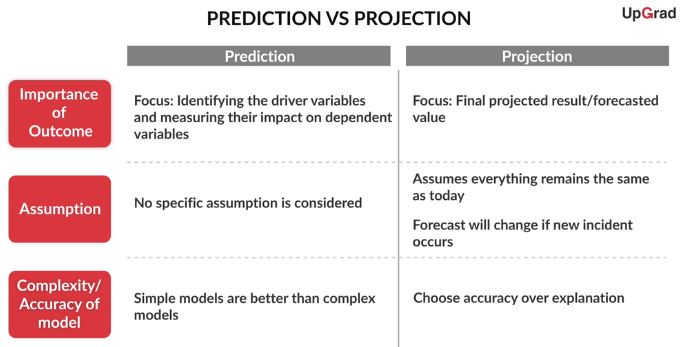 PREDICTION VS PROJECTION
UpGrad
Prediction
Projection
Importance
of
Outcome
Focus: Identifying the driver variables
and measuring their impact on dependent
variables
Focus: Final projected result/forecasted
value
Assumption
No specific assumption is considered
Assumes everything remains the same
as today
Forecast will change if new incident
occurs
Complexity/
Accuracy of
model
Simple models are better than complex
models
Choose accuracy over explanation